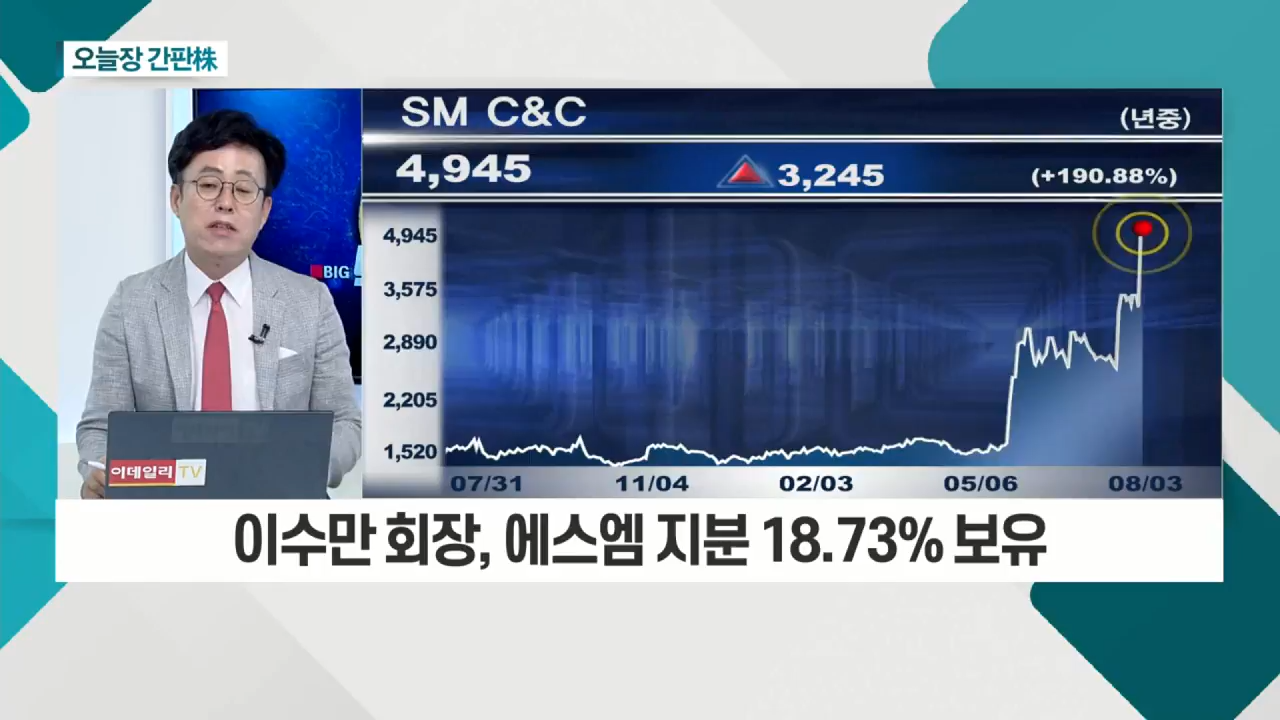 오늘장 간판株
SM C&C
(년중)
4,945 ▲ 3,245 (+190.88%)
4,945
3,575
2,890
2,205
1,520
07/31 11/04 02/03 05/06 08/03
BIG
이데일리 TV
이수만 회장, 에스엠 지분 18.73% 보유